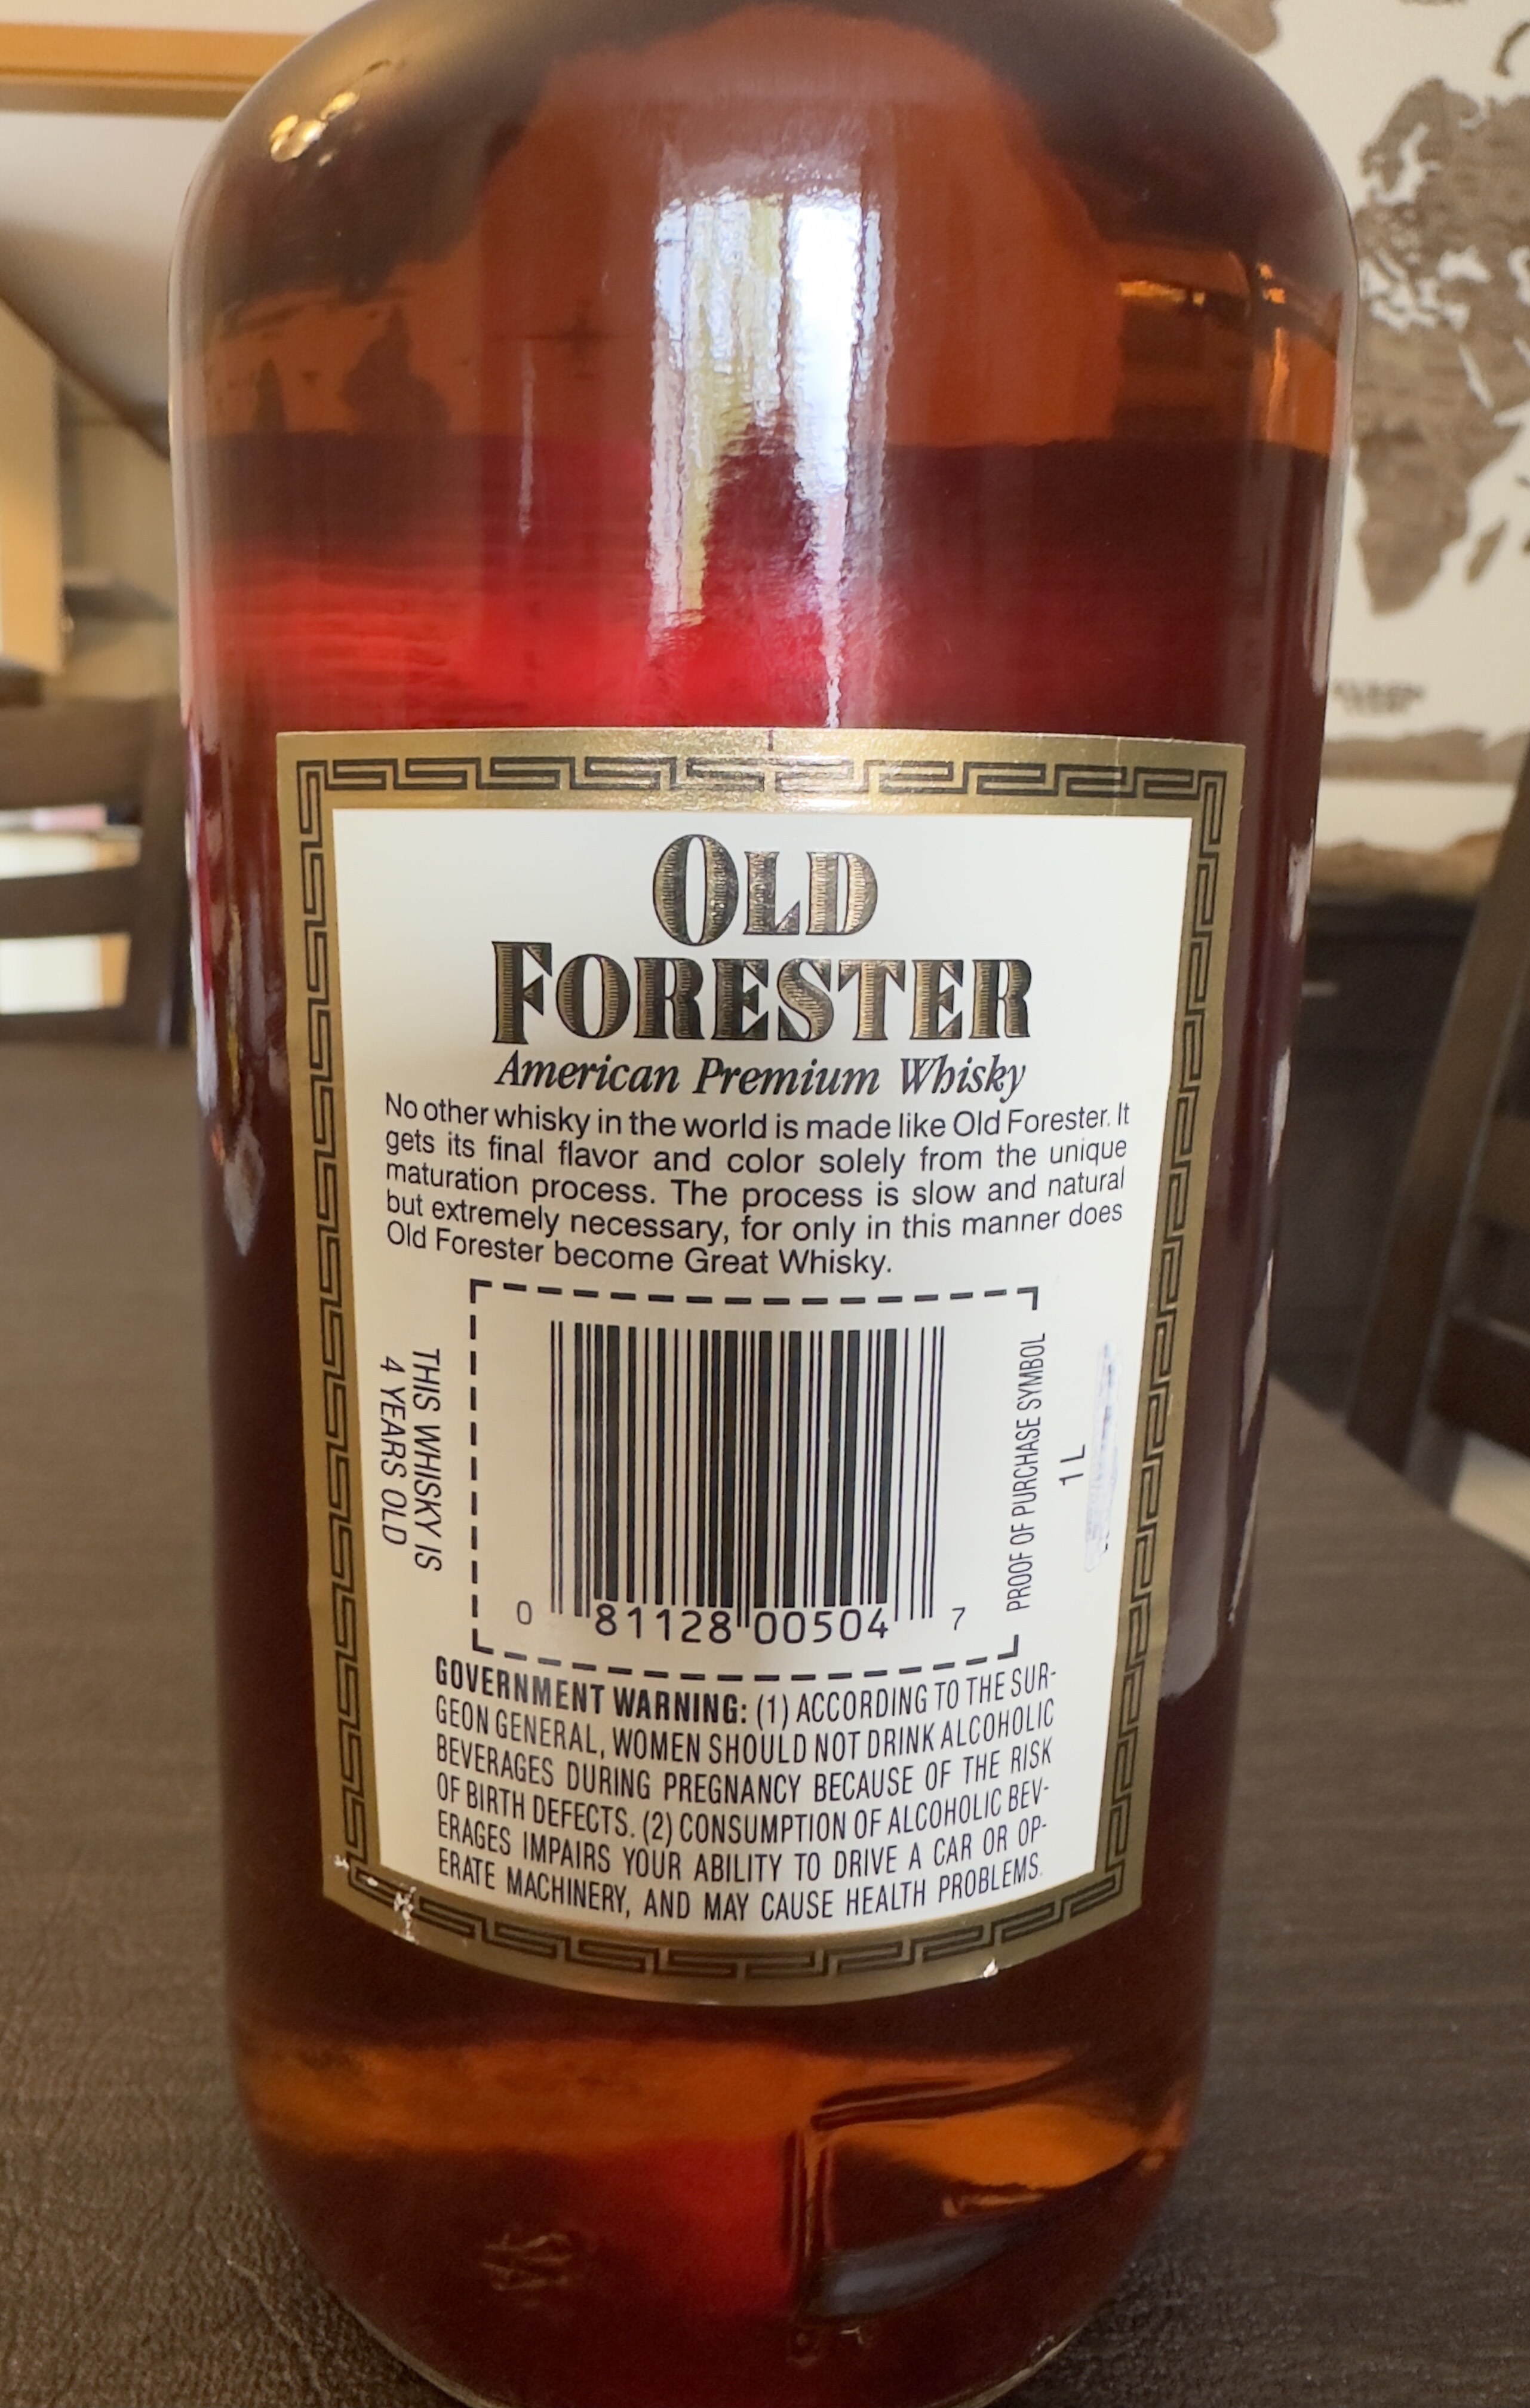 OLD
FORESTER
American Premium Whisky
No other whisky in the world is made like Old Forester. It
gets its final flavor and color solely from the unique
maturation process. The process is slow and natural
but extremely necessary, for only in this manner does
Old Forester become Great Whisky.
THIS WHISKY IS
4 YEARS OLD
0 81128 00504 7
PROOF OF PURCHASE SYMBOL
1 L
GOVERNMENT WARNING: (1) ACCORDING TO THE SUR-
GEON GENERAL, WOMEN SHOULD NOT DRINK ALCOHOLIC
BEVERAGES DURING PREGNANCY BECAUSE OF THE RISK
OF BIRTH DEFECTS. (2) CONSUMPTION OF ALCOHOLIC BEV-
ERAGES IMPAIRS YOUR ABILITY TO DRIVE A CAR OR OP-
ERATE MACHINERY, AND MAY CAUSE HEALTH PROBLEMS.